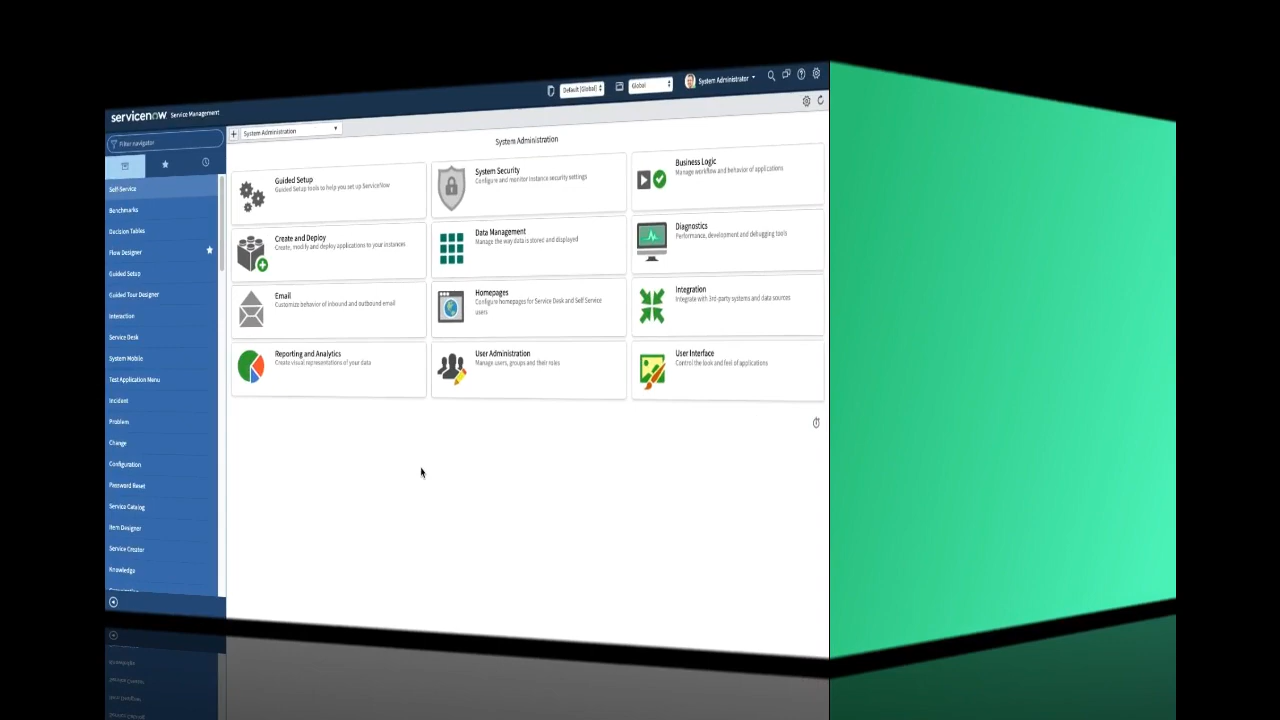 servicenow Service Management
Default [Global]
Global
System Administrator
Filter navigator
System Administration
System Administration
Self-Service
Benchmarks
Decision Tables
Flow Designer
Guided Setup
Guided Tour Designer
Interaction
Service Desk
System Mobile
Test Application Menu
Incident
Problem
Change
Configuration
Password Reset
Service Catalog
Item Designer
Service Creator
Knowledge
Guided Setup
Guided Setup tools to help you set up ServiceNow
System Security
Configure and monitor instance security settings
Business Logic
Manage workflow and behavior of applications
Create and Deploy
Create, modify and deploy applications to your instances
Data Management
Manage the way data is stored and displayed
Diagnostics
Performance, development and debugging tools
Email
Customize behavior of inbound and outbound email
Homepages
Configure homepages for Service Desk and Self Service
users
Integration
Integrate with 3rd-party systems and data sources
Reporting and Analytics
Create visual representations of your data
User Administration
Manage users, groups and their roles
User Interface
Control the look and feel of applications